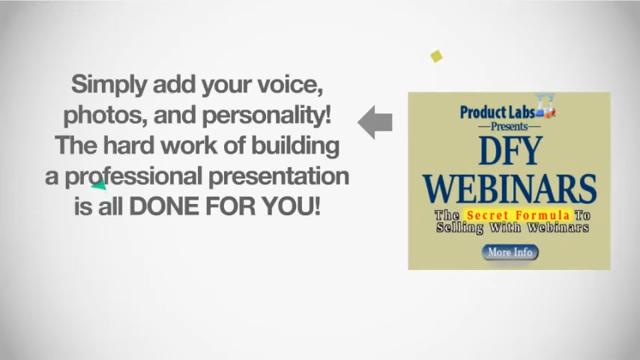 Simply add your voice,
photos, and personality!
The hard work of building
a professional presentation
is all DONE FOR YOU!
Product Labs
Presents
DFY
WEBINARS
The Secret Formula To
Selling With Webinars
More Info